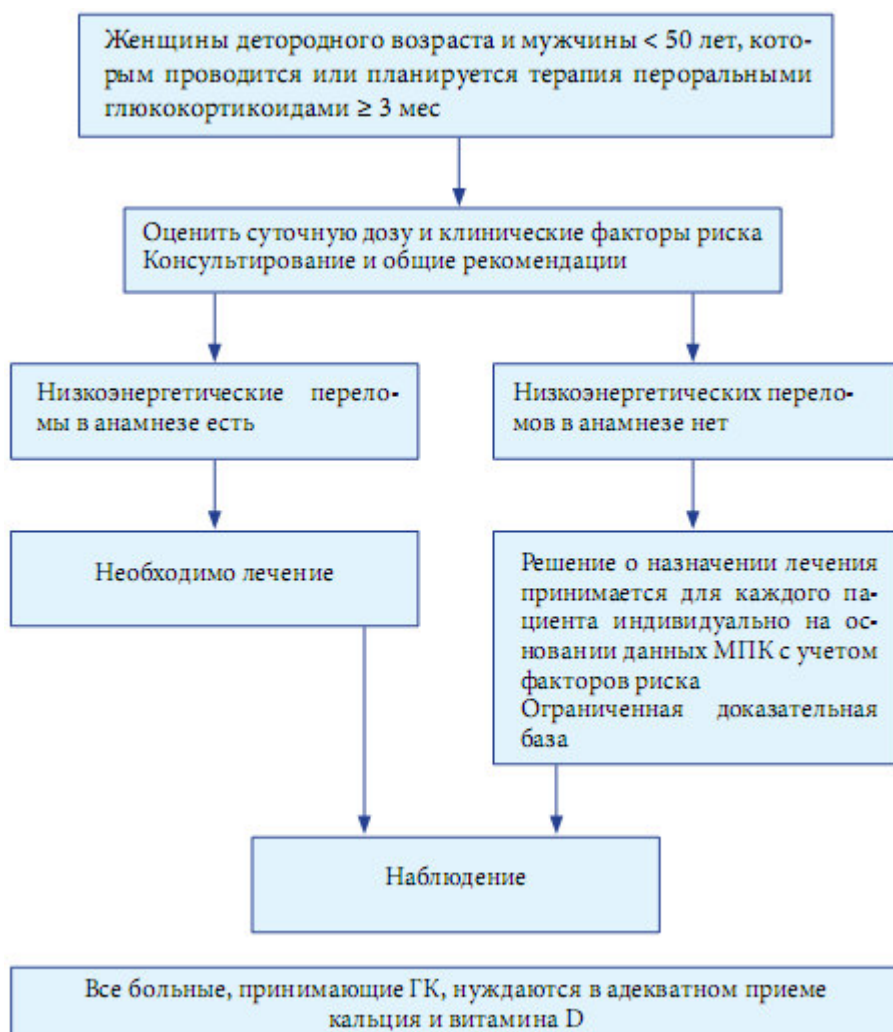 Женщины детородного возраста и мужчины < 50 лет, кото-
рым проводится или планируется терапия пероральными
глюкокортикоидами ≥ 3 мес
Оценить суточную дозу и клинические факторы риска
Консультирование и общие рекомендации
Низкоэнергетические перело-
мы в анамнезе есть
Низкоэнергетических перело-
мов в анамнезе нет
Необходимо лечение
Решение о назначении лечения
принимается для каждого па-
циента индивидуально на ос-
новании данных МПК с учетом
факторов риска
Ограниченная доказательная
база
Наблюдение
Все больные, принимающие ГК, нуждаются в адекватном приеме
кальция и витамина D